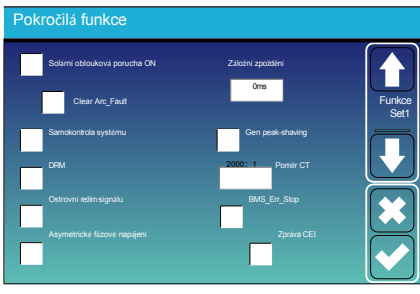 Pokročilá funkce
Solární oblouková porucha ON
Záložní zpoždění
0ms
Clear Arc_Fault
Funkce
Set1
Samokontrola systému
Gen peak-shaving
DRM
2000: 1
Poměr CT
Ostrovní režim signálu
BMS_Err_Stop
Asymetrické fázové napájení
Zpráva CEI